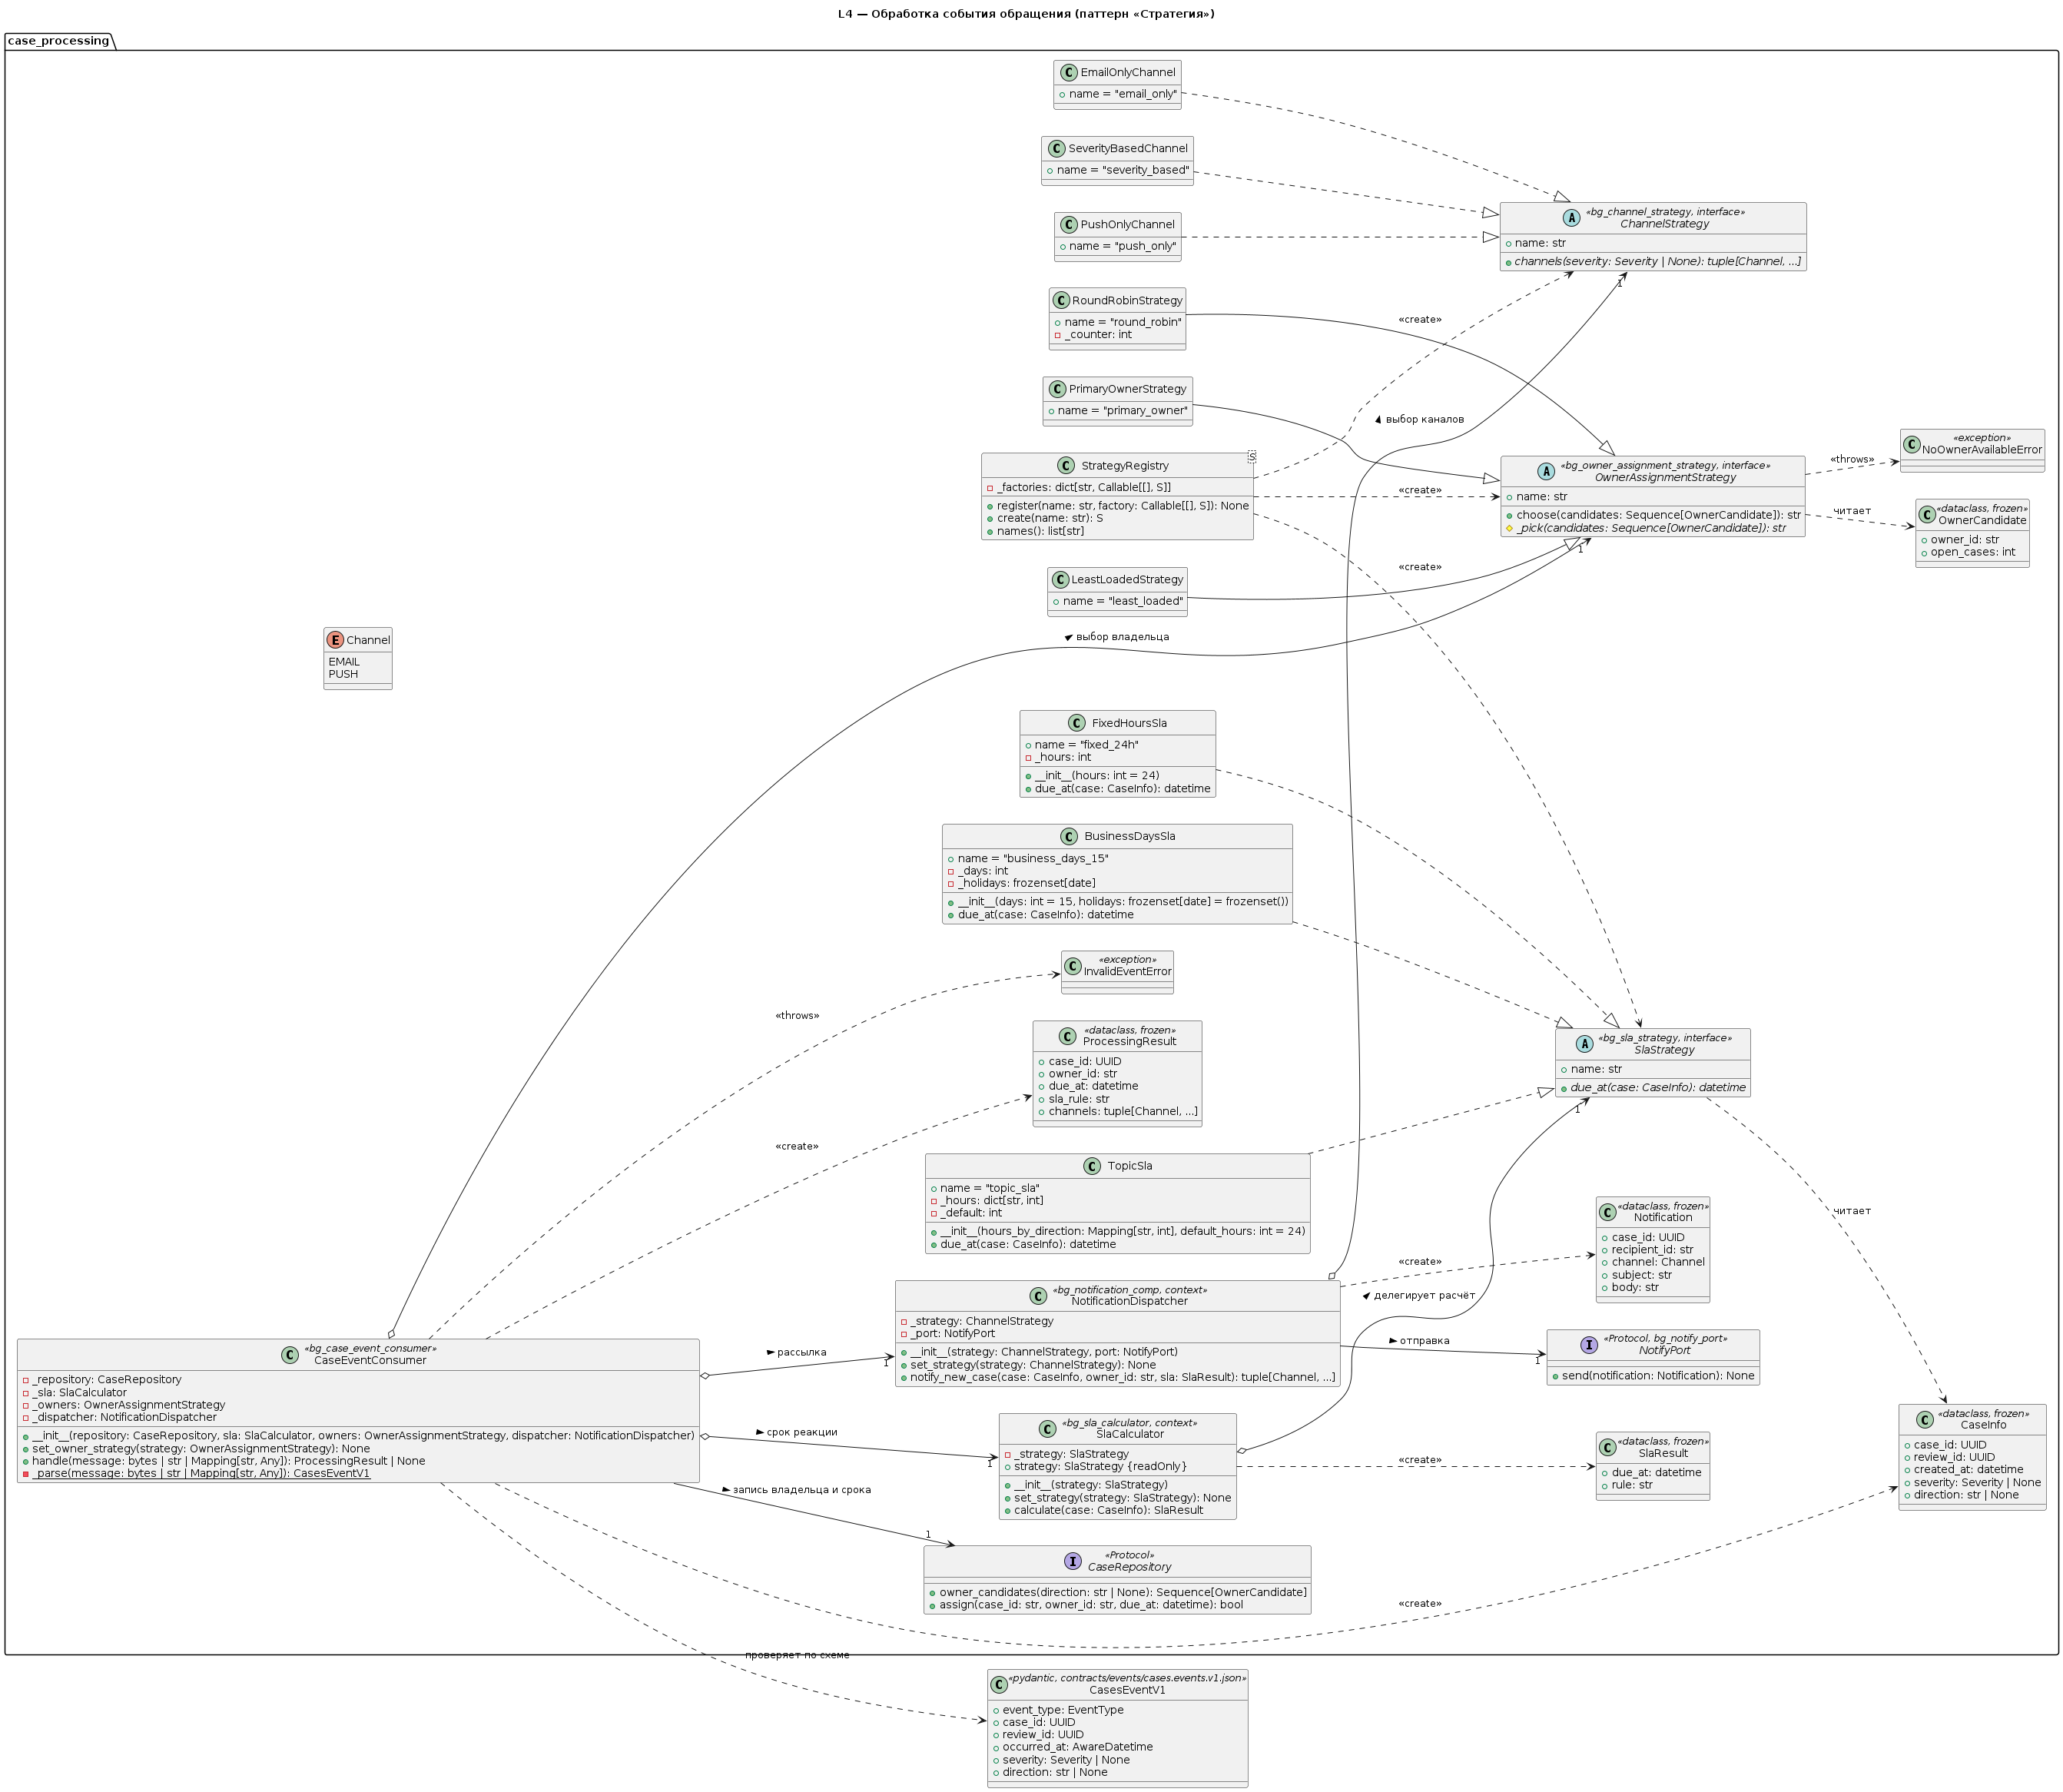 L4 — Обработка события обращения (паттерн «Стратегия»)
case_processing
EmailOnlyChannel
name = "email_only"
SeverityBasedChannel
name = "severity_based"
PushOnlyChannel
name = "push_only"
«bg_channel_strategy, interface»
ChannelStrategy
name: str
channels(severity: Severity | None): tuple[Channel, ...]
1
RoundRobinStrategy
name = "round_robin"
_counter: int
«create»
PrimaryOwnerStrategy
name = "primary_owner"
выбор каналов
StrategyRegistry
S
_factories: dict[str, Callable[[], S]]
register(name: str, factory: Callable[[], S]): None
create(name: str): S
names(): list[str]
«create»
«create»
«bg_owner_assignment_strategy, interface»
OwnerAssignmentStrategy
name: str
choose(candidates: Sequence[OwnerCandidate]): str
_pick(candidates: Sequence[OwnerCandidate]): str
1
«throws»
«exception»
NoOwnerAvailableError
читает
«dataclass, frozen»
OwnerCandidate
owner_id: str
open_cases: int
LeastLoadedStrategy
name = "least_loaded"
выбор владельца
Channel
EMAIL
PUSH
FixedHoursSla
name = "fixed_24h"
_hours: int
__init__(hours: int = 24)
due_at(case: CaseInfo): datetime
BusinessDaysSla
name = "business_days_15"
_days: int
_holidays: frozenset[date]
__init__(days: int = 15, holidays: frozenset[date] = frozenset())
due_at(case: CaseInfo): datetime
«exception»
InvalidEventError
«throws»
«dataclass, frozen»
ProcessingResult
case_id: UUID
owner_id: str
due_at: datetime
sla_rule: str
channels: tuple[Channel, ...]
«create»
«bg_sla_strategy, interface»
SlaStrategy
name: str
due_at(case: CaseInfo): datetime
1
TopicSla
name = "topic_sla"
_hours: dict[str, int]
_default: int
__init__(hours_by_direction: Mapping[str, int], default_hours: int = 24)
due_at(case: CaseInfo): datetime
читает
«dataclass, frozen»
Notification
case_id: UUID
recipient_id: str
channel: Channel
subject: str
body: str
«create»
делегирует расчёт
«bg_notification_comp, context»
NotificationDispatcher
_strategy: ChannelStrategy
_port: NotifyPort
__init__(strategy: ChannelStrategy, port: NotifyPort)
set_strategy(strategy: ChannelStrategy): None
notify_new_case(case: CaseInfo, owner_id: str, sla: SlaResult): tuple[Channel, ...]
отправка
1
«Protocol, bg_notify_port»
NotifyPort
send(notification: Notification): None
«bg_case_event_consumer»
CaseEventConsumer
_repository: CaseRepository
_sla: SlaCalculator
_owners: OwnerAssignmentStrategy
_dispatcher: NotificationDispatcher
__init__(repository: CaseRepository, sla: SlaCalculator, owners: OwnerAssignmentStrategy, dispatcher: NotificationDispatcher)
set_owner_strategy(strategy: OwnerAssignmentStrategy): None
handle(message: bytes | str | Mapping[str, Any]): ProcessingResult | None
_parse(message: bytes | str | Mapping[str, Any]): CasesEventV1
рассылка
1
срок реакции
1
запись владельца и срока
1
«bg_sla_calculator, context»
SlaCalculator
_strategy: SlaStrategy
strategy: SlaStrategy {readOnly}
__init__(strategy: SlaStrategy)
set_strategy(strategy: SlaStrategy): None
calculate(case: CaseInfo): SlaResult
«create»
«dataclass, frozen»
SlaResult
due_at: datetime
rule: str
«dataclass, frozen»
CaseInfo
case_id: UUID
review_id: UUID
created_at: datetime
severity: Severity | None
direction: str | None
«Protocol»
CaseRepository
owner_candidates(direction: str | None): Sequence[OwnerCandidate]
assign(case_id: str, owner_id: str, due_at: datetime): bool
«create»
проверяет по схеме
«pydantic, contracts/events/cases.events.v1.json»
CasesEventV1
event_type: EventType
case_id: UUID
review_id: UUID
occurred_at: AwareDatetime
severity: Severity | None
direction: str | None